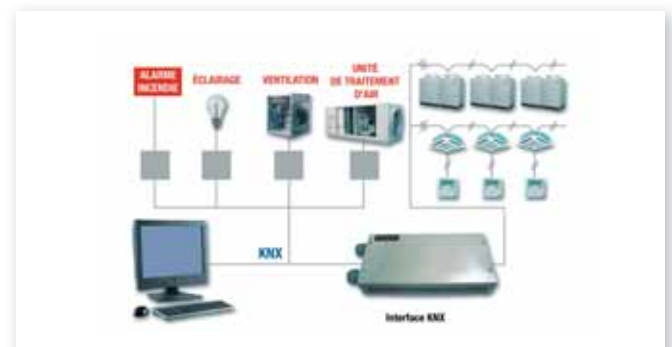 ALARME
INCENDIE
ÉCLAIRAGE
VENTILATION
UNITÉ
DE TRAITEMENT
D'AIR
KNX
Interface KNX